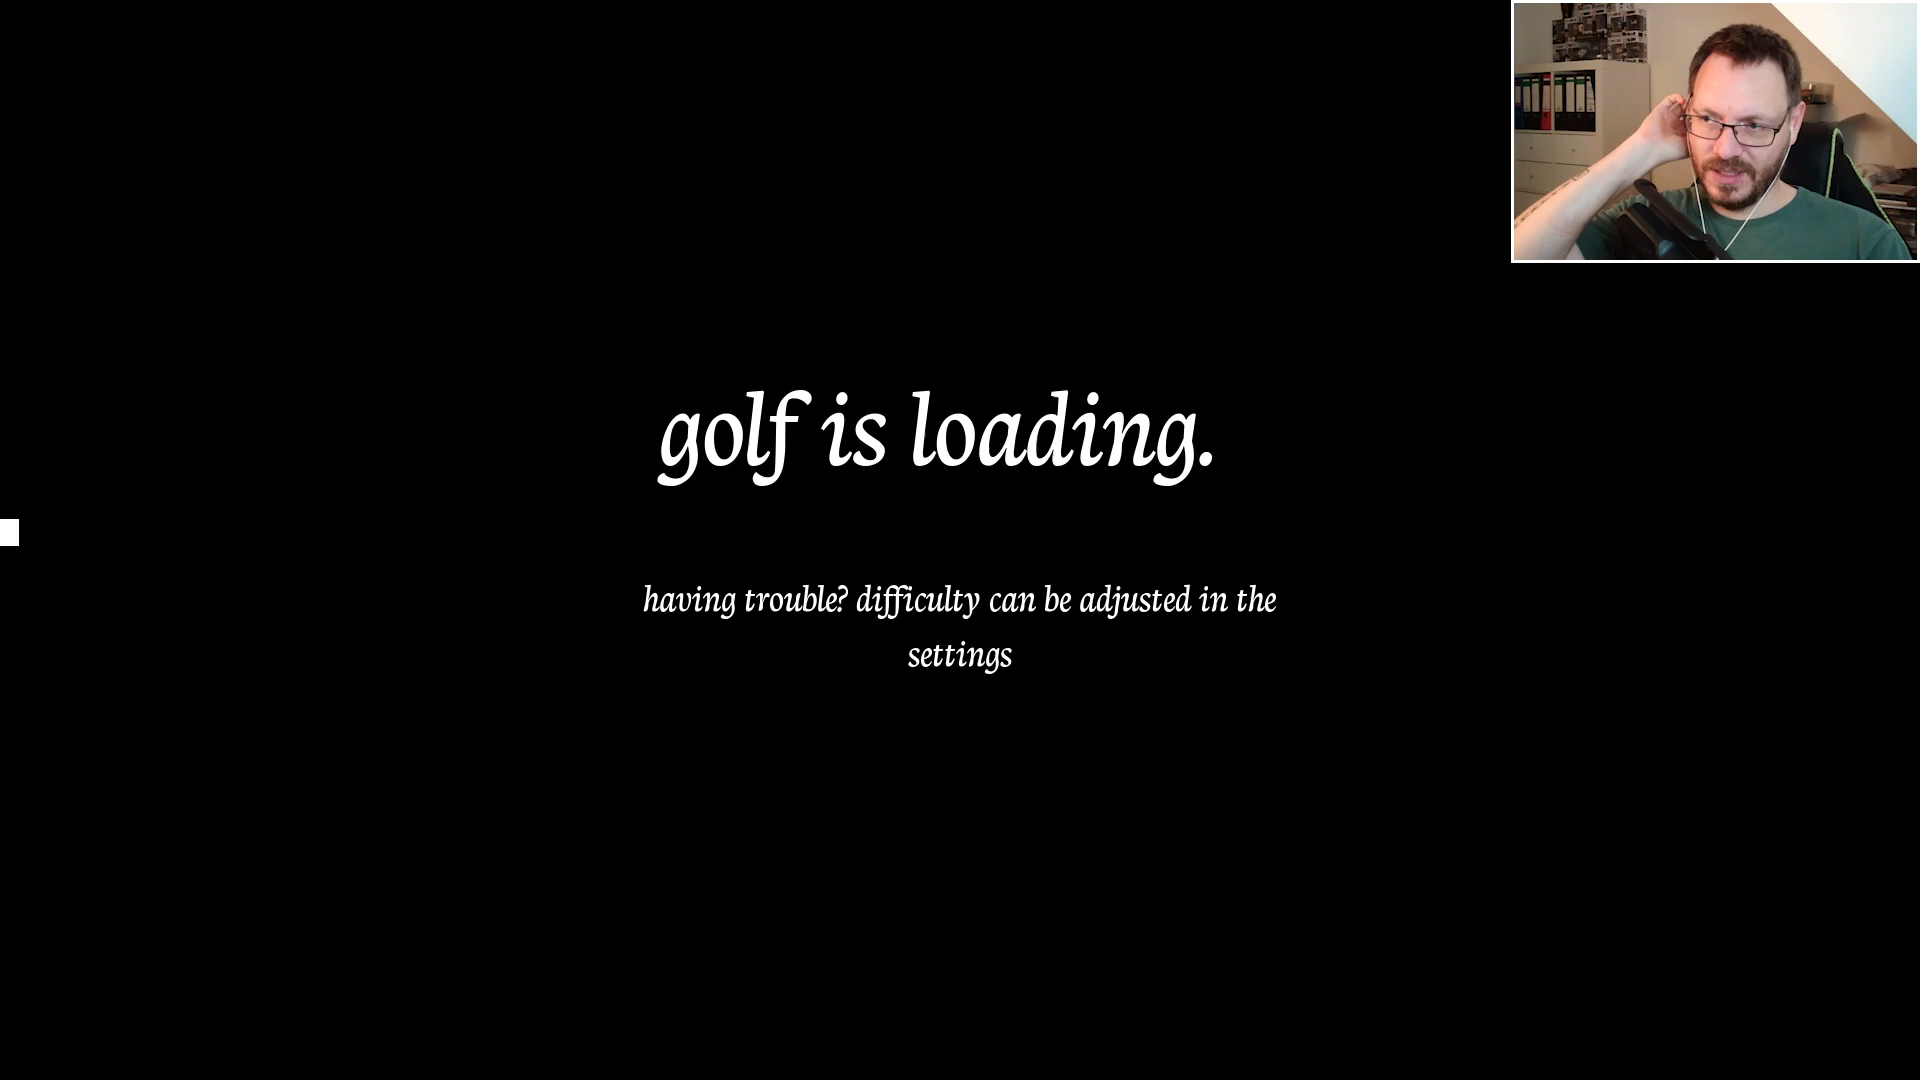 golf is loading.
having trouble? difficulty can be adjusted in the
settings